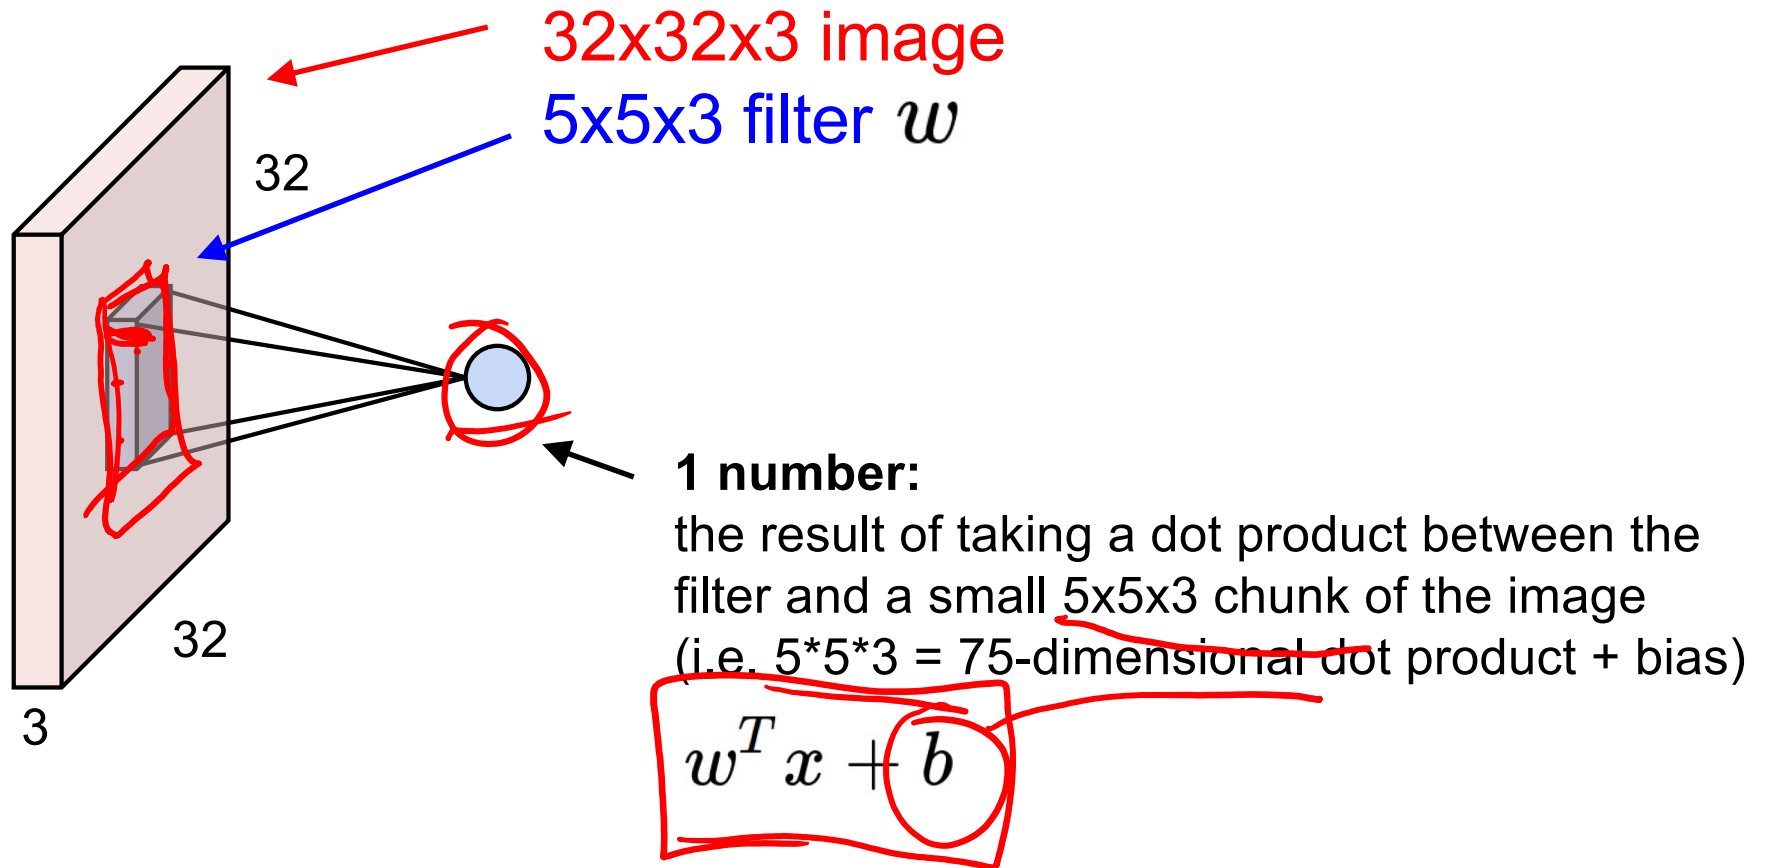 32x32x3 image
5x5x3 filter w
32
32
3
1 number:
the result of taking a dot product between the
filter and a small 5x5x3 chunk of the image
(i.e. 5*5*3 = 75-dimensional dot product + bias)
w^T x + b